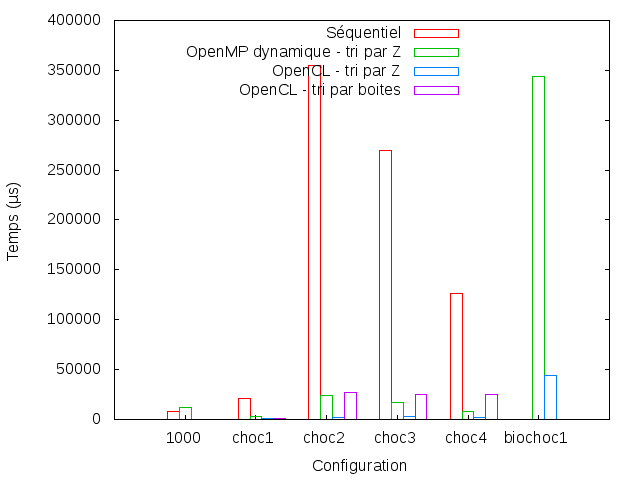 400000
350000
300000
250000
200000
150000
100000
50000
0
Temps (µs)
Séquentiel
OpenMP dynamique - tri par Z
OpenCL - tri par Z
OpenCL - tri par boites
1000 choc1 choc2 choc3 choc4 biochoc1
Configuration